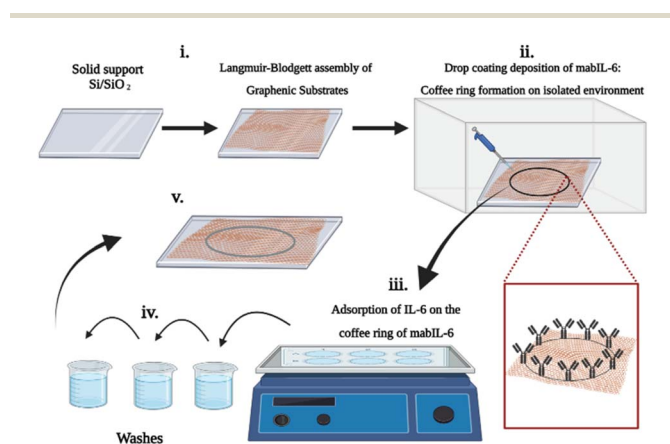 i.
Solid support
Si/SiO₂
Langmuir-Blodgett assembly of
Graphenic Substrates
ii.
Drop coating deposition of mabIL-6:
Coffee ring formation on isolated environment
iii.
Adsorption of IL-6 on the
coffee ring of mabIL-6
iv.
Washes
v.